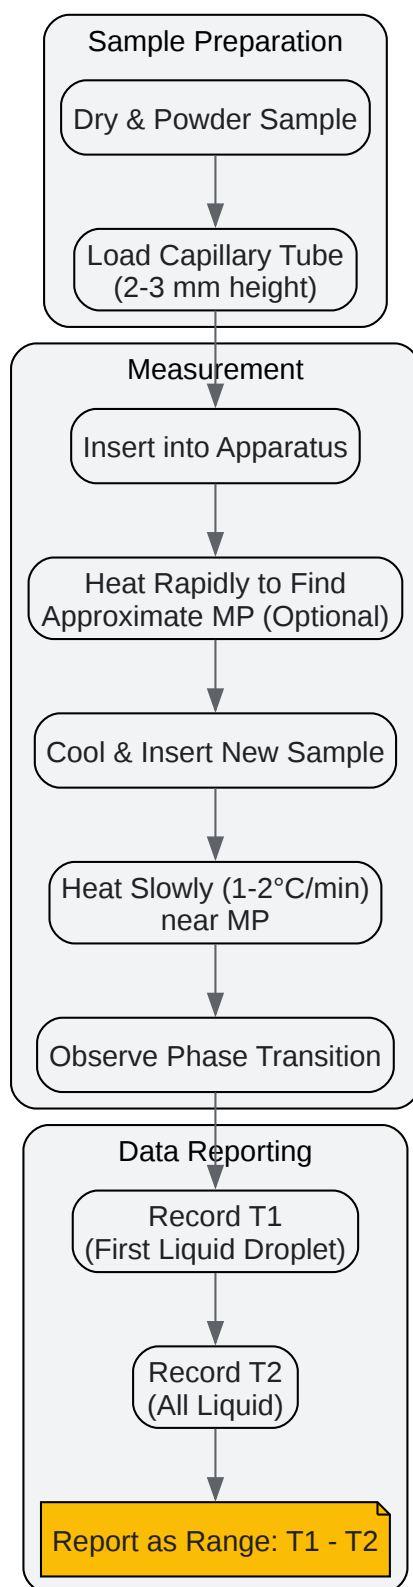 Sample Preparation
Dry & Powder Sample
Load Capillary Tube
(2-3 mm height)
Measurement
Insert into Apparatus
Heat Rapidly to Find
Approximate MP (Optional)
Cool & Insert New Sample
Heat Slowly (1-2°C/min)
near MP
Observe Phase Transition
Data Reporting
Record T1
(First Liquid Droplet)
Record T2
(All Liquid)
Report as Range: T1 - T2